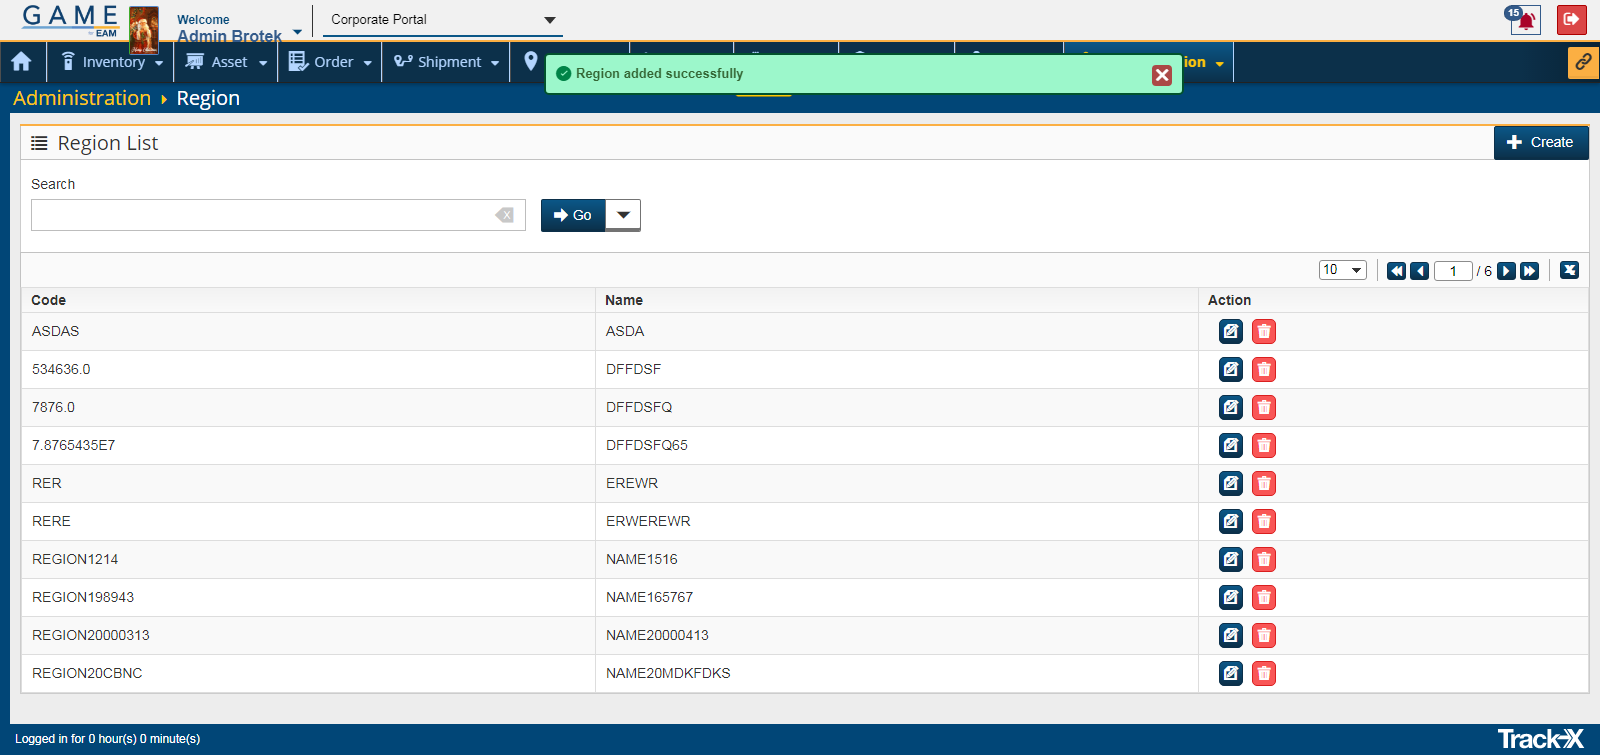 GAME
by EAM
Welcome
Admin Brotek
Corporate Portal
15
Inventory
Asset
Order
Shipment
ion
Region added successfully
Administration
Region
Region List
Create
Search
Go
10
1
/ 6
Code Name Action
ASDAS ASDA
534636.0 DFFDSF
7876.0 DFFDSFQ
7.8765435E7 DFFDSFQ65
RER EREWR
RERE ERWEREWR
REGION1214 NAME1516
REGION198943 NAME165767
REGION20000313 NAME20000413
REGION20CBNC NAME20MDKFDKS
Logged in for 0 hour(s) 0 minute(s)
Track-X